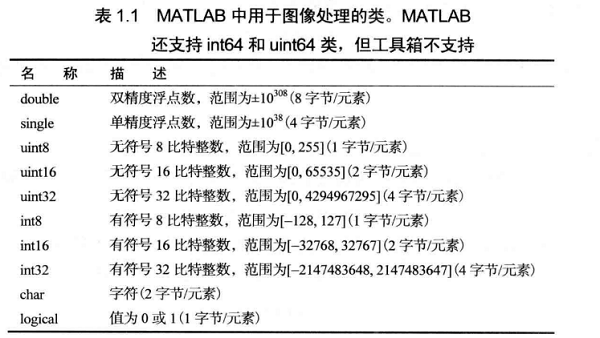 表 1.1 MATLAB 中用于图像处理的类。MATLAB
还支持 int64 和 uint64 类，但工具箱不支持
名 称 描 述
double 双精度浮点数，范围为±10³⁰⁸(8 字节/元素)
single 单精度浮点数，范围为±10³⁸(4 字节/元素)
uint8 无符号 8 比特整数，范围为[0, 255](1 字节/元素)
uint16 无符号 16 比特整数，范围为[0, 65535](2 字节/元素)
uint32 无符号 32 比特整数，范围为[0, 4294967295](4 字节/元素)
int8 有符号 8 比特整数，范围为[–128, 127](1 字节/元素)
int16 有符号 16 比特整数，范围为[–32768, 32767](2 字节/元素)
int32 有符号 32 比特整数，范围为[–2147483648, 2147483647](4 字节/元素)
char 字符(2 字节/元素)
logical 值为 0 或 1(1 字节/元素)